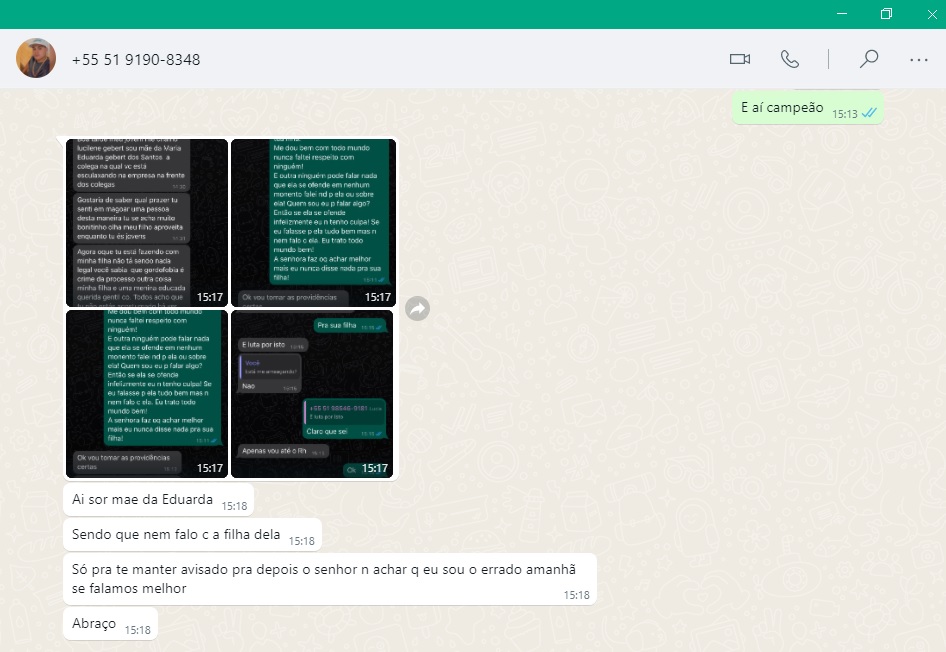 +55 51 9190-8348
E aí campeão 15:13
lucilene gebert sou mãe da Maria
Eduarda gebert dos Santos a
colega na qual vc está
esculaxando na empresa na frente
dos colegas
Gostaria de saber qual prazer tu
senti em magoar uma pessoa
desta maneira tu se acha muito
bonitinho olha meu filho aproveita
enquanto tu és jovens
Agora oque tu está fazendo com
minha filha não tá sendo nada
legal você sabia que gordofobia é
crime da processo outra coisa
minha filha e uma menina educada
querida gente co. Todos acho que
15:17
Me dou bem com todo mundo
nunca faltei respeito com
ninguém!
E outra ninguém pode falar nada
que ela se ofende em nenhum
momento falei nd p ela ou sobre
ela! Quem sou eu p falar algo?
Então se ela se ofende
infelizmente eu n tenho culpa! Se
eu falasse p ela tudo bem mas n
nem falo c ela. Eu trato todo
mundo bem!
A senhora faz oq achar melhor
mais eu nunca disse nada pra sua
filha!
Ok vou tomar as providências
certas
15:17
nunca faltei respeito com
ninguém!
E outra ninguém pode falar nada
que ela se ofende em nenhum
momento falei nd p ela ou sobre
ela! Quem sou eu p falar algo?
Então se ela se ofende
infelizmente eu n tenho culpa! Se
eu falasse p ela tudo bem mas n
nem falo c ela. Eu trato todo
mundo bem!
A senhora faz oq achar melhor
mais eu nunca disse nada pra sua
filha!
Ok vou tomar as providências
certas
15:17
Pra sua filha
E luta por isto
Você
Nao
E luta por isto
Claro que sei
Apenas vou até o Rh
Ok
15:17
Ai sor mae da Eduarda 15:18
Sendo que nem falo c a filha dela 15:18
Só pra te manter avisado pra depois o senhor n achar q eu sou o errado amanhã
se falamos melhor 15:18
Abraço 15:18